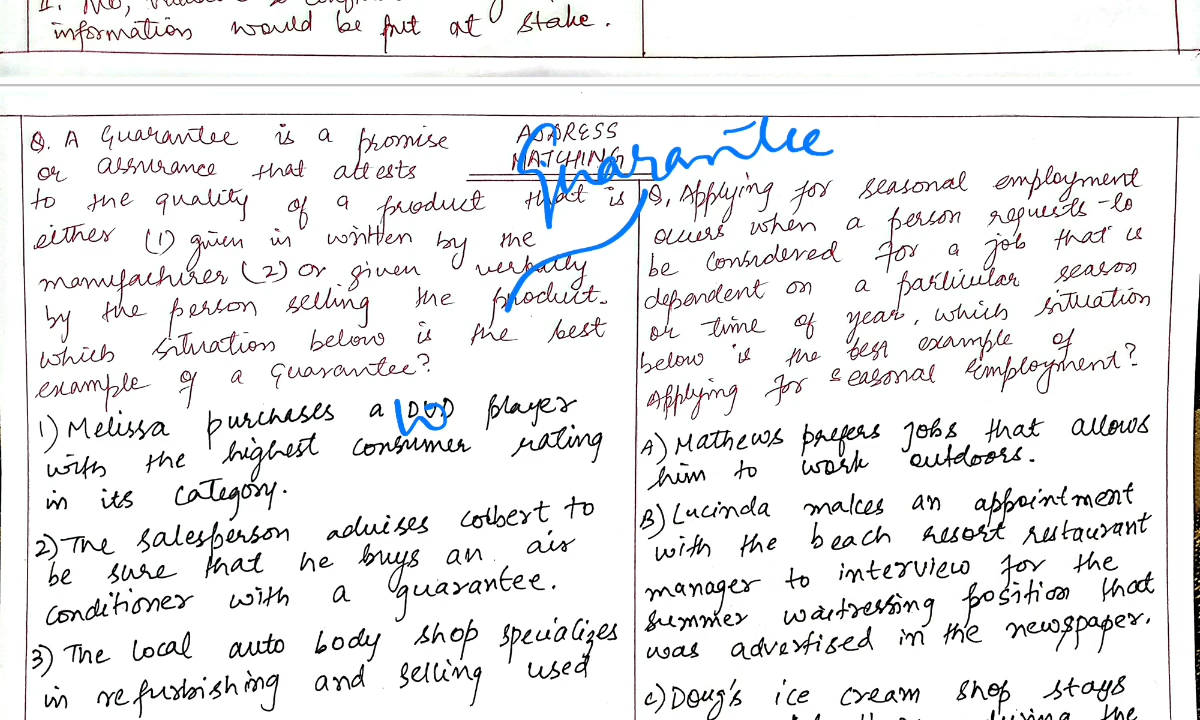 information would be put at stake.
ADDRESS
MATCHING
Guarantee
Q. A Guarantee is a promise
or assurance that attests
to the quality of a product that is
either (1) given in written by the
manufacturer (2) or given verbally
by the person selling the product.
which situation below is the best
example of a Guarantee?
1) Melissa purchases a DVD player
with the highest consumer rating
in its category.
2) The salesperson advises colbert to
be sure that he buys an air
conditioner with a guarantee.
3) The local auto body shop specializes
in refurbishing and selling used
Q. Applying for seasonal employment
occurs when a person requests to
be considered for a job that is
dependent on a particular season
or time of year, which situation
below is the best example of
Applying for seasonal employment?
A) Mathews prefers jobs that allows
him to work outdoors.
B) Lucinda makes an appointment
with the beach resort restaurant
manager to interview for the
summer waitressing position that
was advertised in the newspaper.
C) Doug's ice cream shop stays